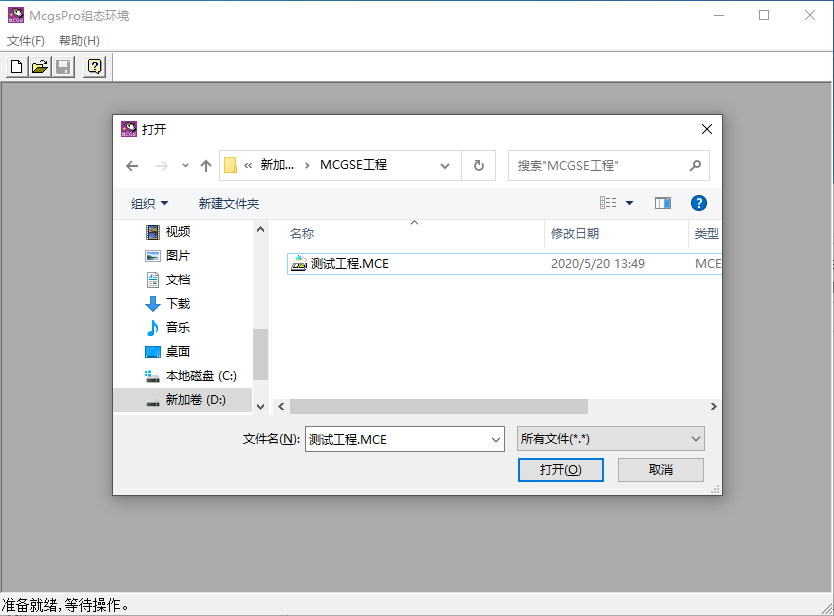 McgsPro组态环境
文件(F) 帮助(H)
打开
« 新加... › MCGSE工程
搜索"MCGSE工程"
组织 新建文件夹
名称 修改日期 类型
视频
图片
文档
下载
音乐
桌面
本地磁盘 (C:)
新加卷 (D:)
测试工程.MCE 2020/5/20 13:49 MCE
文件名(N): 测试工程.MCE 所有文件(*.*)
打开(O) 取消
准备就绪,等待操作。